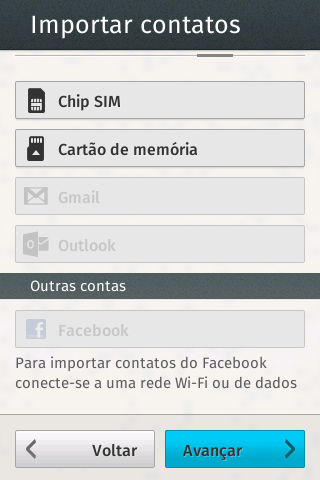 Importar contatos
Chip SIM
Cartão de memória
Gmail
Outlook
Outras contas
Facebook
Para importar contatos do Facebook
conecte-se a uma rede Wi-Fi ou de dados
Voltar
Avançar